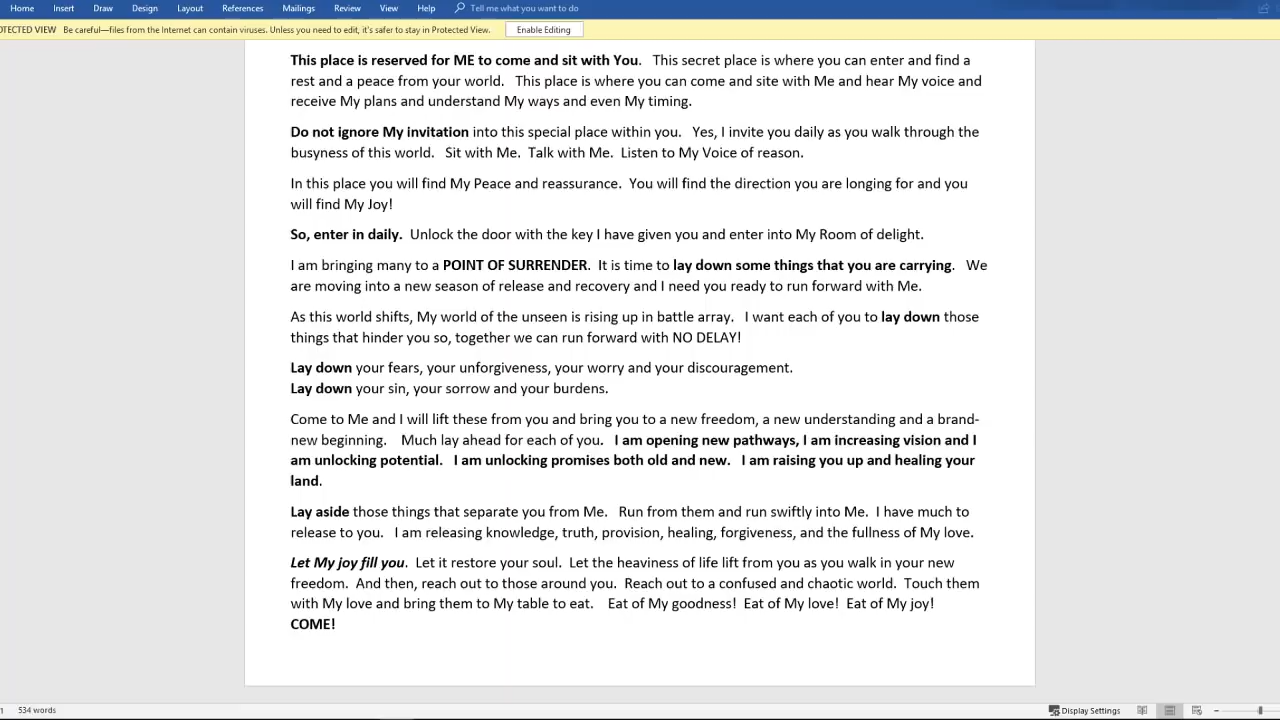 Home Insert Draw Design Layout References Mailings Review View Help Tell me what you want to do
OTECTED VIEW Be careful—files from the Internet can contain viruses. Unless you need to edit, it's safer to stay in Protected View. Enable Editing
This place is reserved for ME to come and sit with You. This secret place is where you can enter and find a
rest and a peace from your world. This place is where you can come and site with Me and hear My voice and
receive My plans and understand My ways and even My timing.
Do not ignore My invitation into this special place within you. Yes, I invite you daily as you walk through the
busyness of this world. Sit with Me. Talk with Me. Listen to My Voice of reason.
In this place you will find My Peace and reassurance. You will find the direction you are longing for and you
will find My Joy!
So, enter in daily. Unlock the door with the key I have given you and enter into My Room of delight.
I am bringing many to a POINT OF SURRENDER. It is time to lay down some things that you are carrying. We
are moving into a new season of release and recovery and I need you ready to run forward with Me.
As this world shifts, My world of the unseen is rising up in battle array. I want each of you to lay down those
things that hinder you so, together we can run forward with NO DELAY!
Lay down your fears, your unforgiveness, your worry and your discouragement.
Lay down your sin, your sorrow and your burdens.
Come to Me and I will lift these from you and bring you to a new freedom, a new understanding and a brand-
new beginning. Much lay ahead for each of you. I am opening new pathways, I am increasing vision and I
am unlocking potential. I am unlocking promises both old and new. I am raising you up and healing your
land.
Lay aside those things that separate you from Me. Run from them and run swiftly into Me. I have much to
release to you. I am releasing knowledge, truth, provision, healing, forgiveness, and the fullness of My love.
Let My joy fill you. Let it restore your soul. Let the heaviness of life lift from you as you walk in your new
freedom. And then, reach out to those around you. Reach out to a confused and chaotic world. Touch them
with My love and bring them to My table to eat. Eat of My goodness! Eat of My love! Eat of My joy!
COME!
1 534 words Display Settings